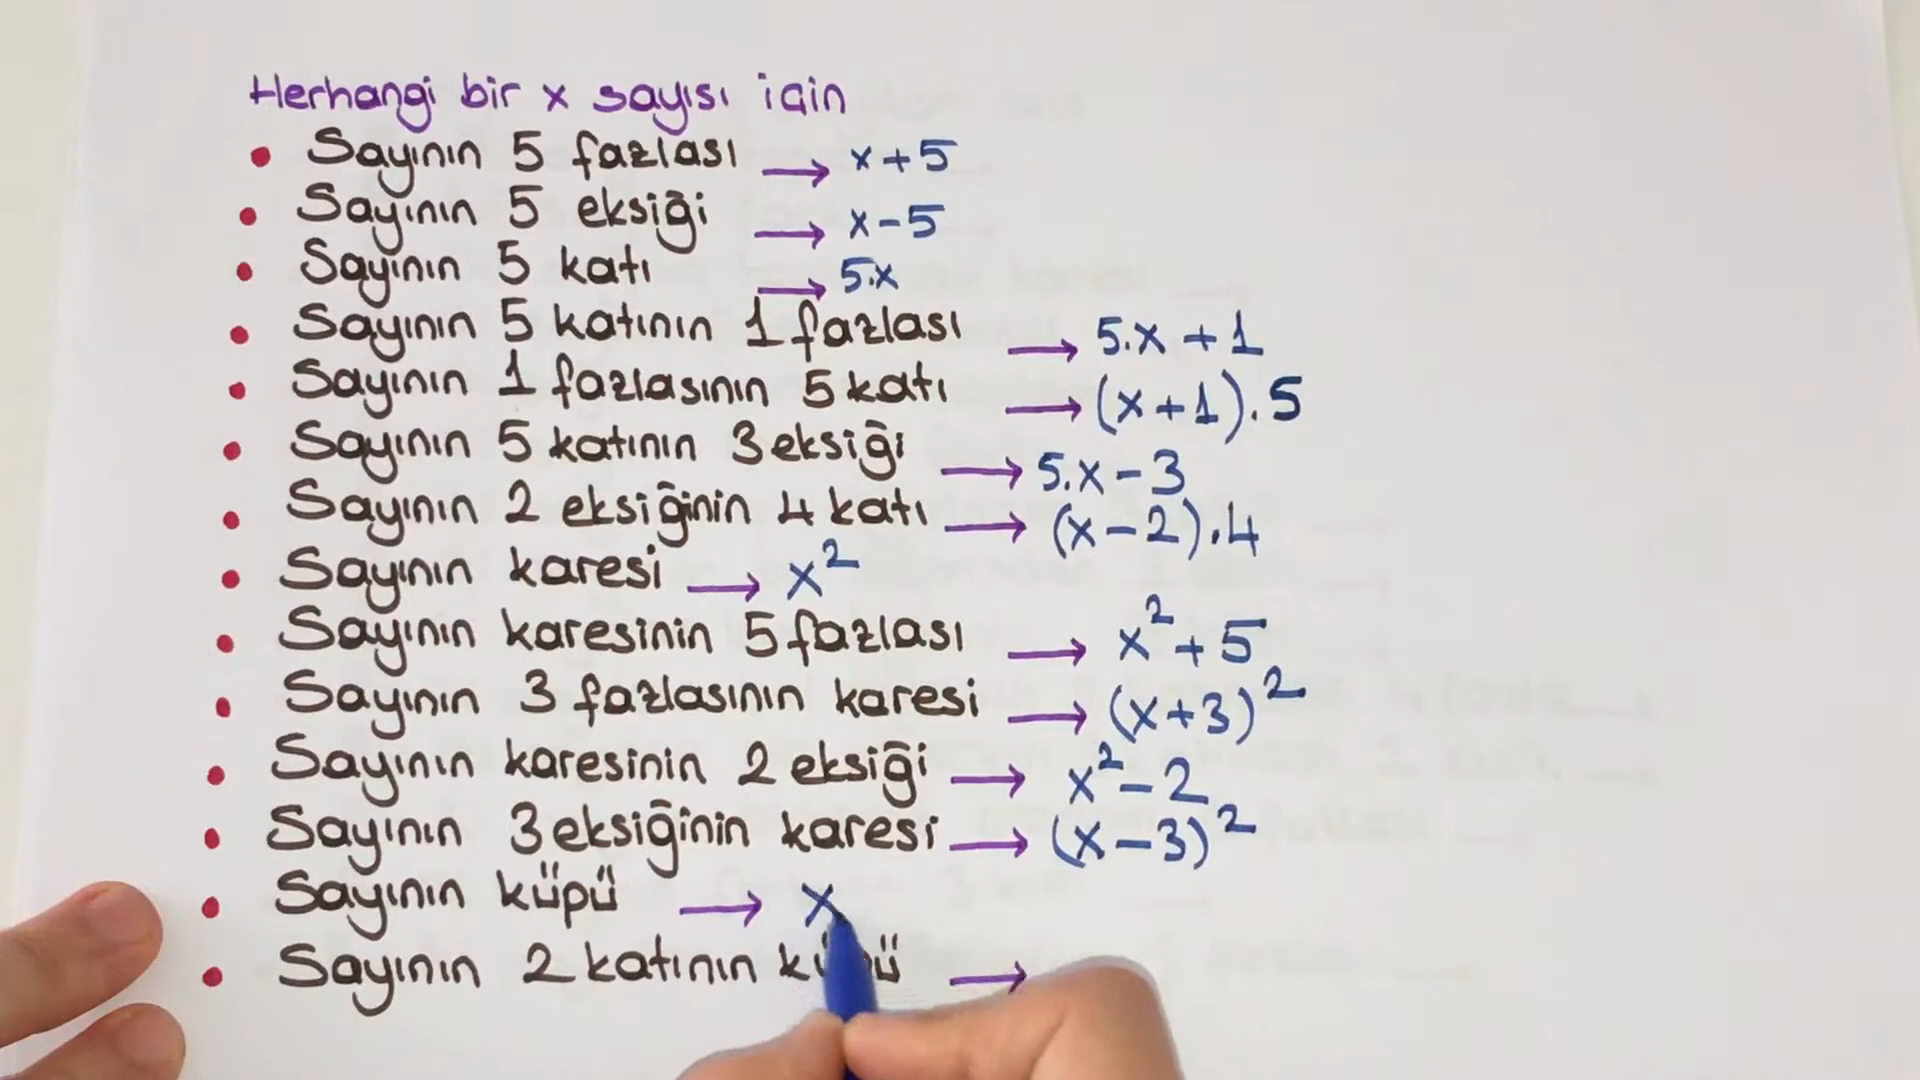 Herhangi bir x sayısı için
• Sayının 5 fazlası → x+5
• Sayının 5 eksiği → x-5
• Sayının 5 katı → 5.x
• Sayının 5 katının 1 fazlası → 5.x + 1
• Sayının 1 fazlasının 5 katı → (x+1).5
• Sayının 5 katının 3 eksiği → 5.x - 3
• Sayının 2 eksiğinin 4 katı → (x-2).4
• Sayının karesi → x²
• Sayının karesinin 5 fazlası → x²+5
• Sayının 3 fazlasının karesi → (x+3)²
• Sayının karesinin 2 eksiği → x²-2
• Sayının 3 eksiğinin karesi → (x-3)²
• Sayının küpü → x
• Sayının 2 katının →